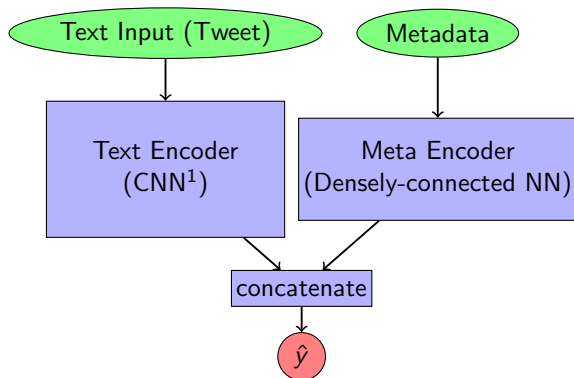 Text Input (Tweet)
Metadata
Text Encoder
(CNN¹)
Meta Encoder
(Densely-connected NN)
concatenate
ŷ